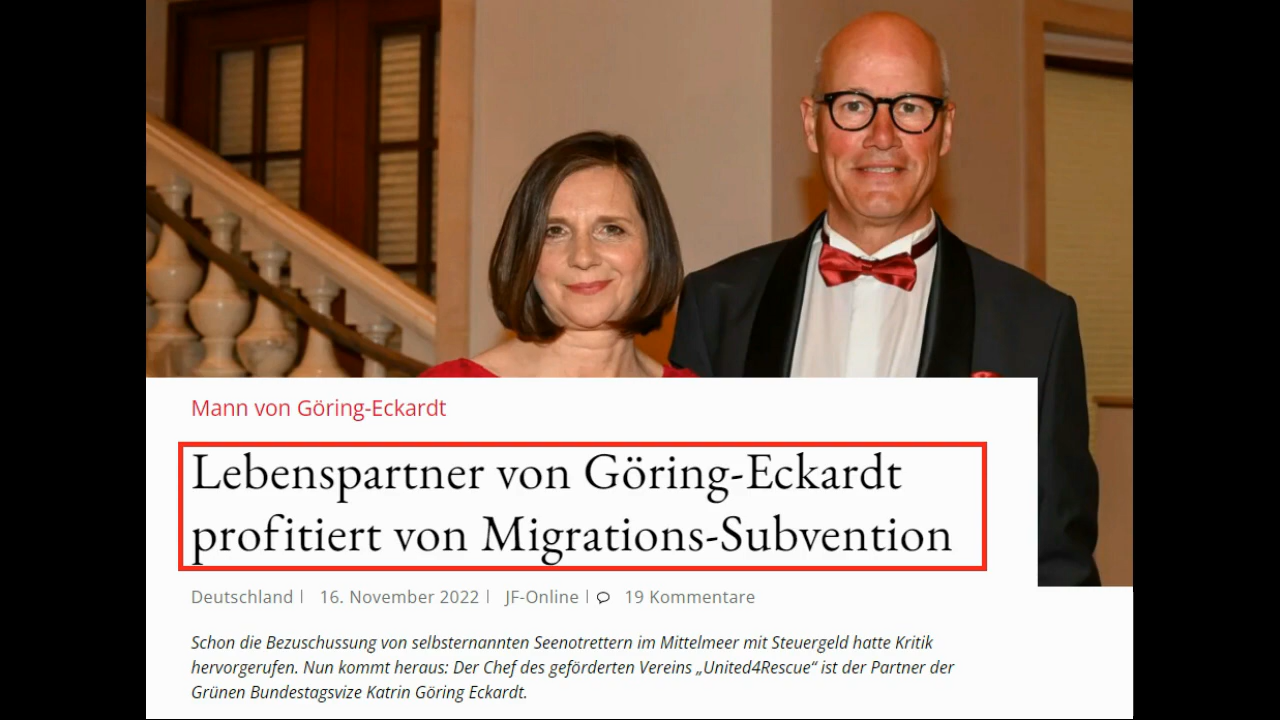 Mann von Göring-Eckardt
Lebenspartner von Göring-Eckardt
profitiert von Migrations-Subvention
Deutschland | 16. November 2022 | JF-Online | 19 Kommentare
Schon die Bezuschussung von selbsternannten Seenotrettern im Mittelmeer mit Steuergeld hatte Kritik
hervorgerufen. Nun kommt heraus: Der Chef des geförderten Vereins „United4Rescue“ ist der Partner der
Grünen Bundestagsvize Katrin Göring Eckardt.